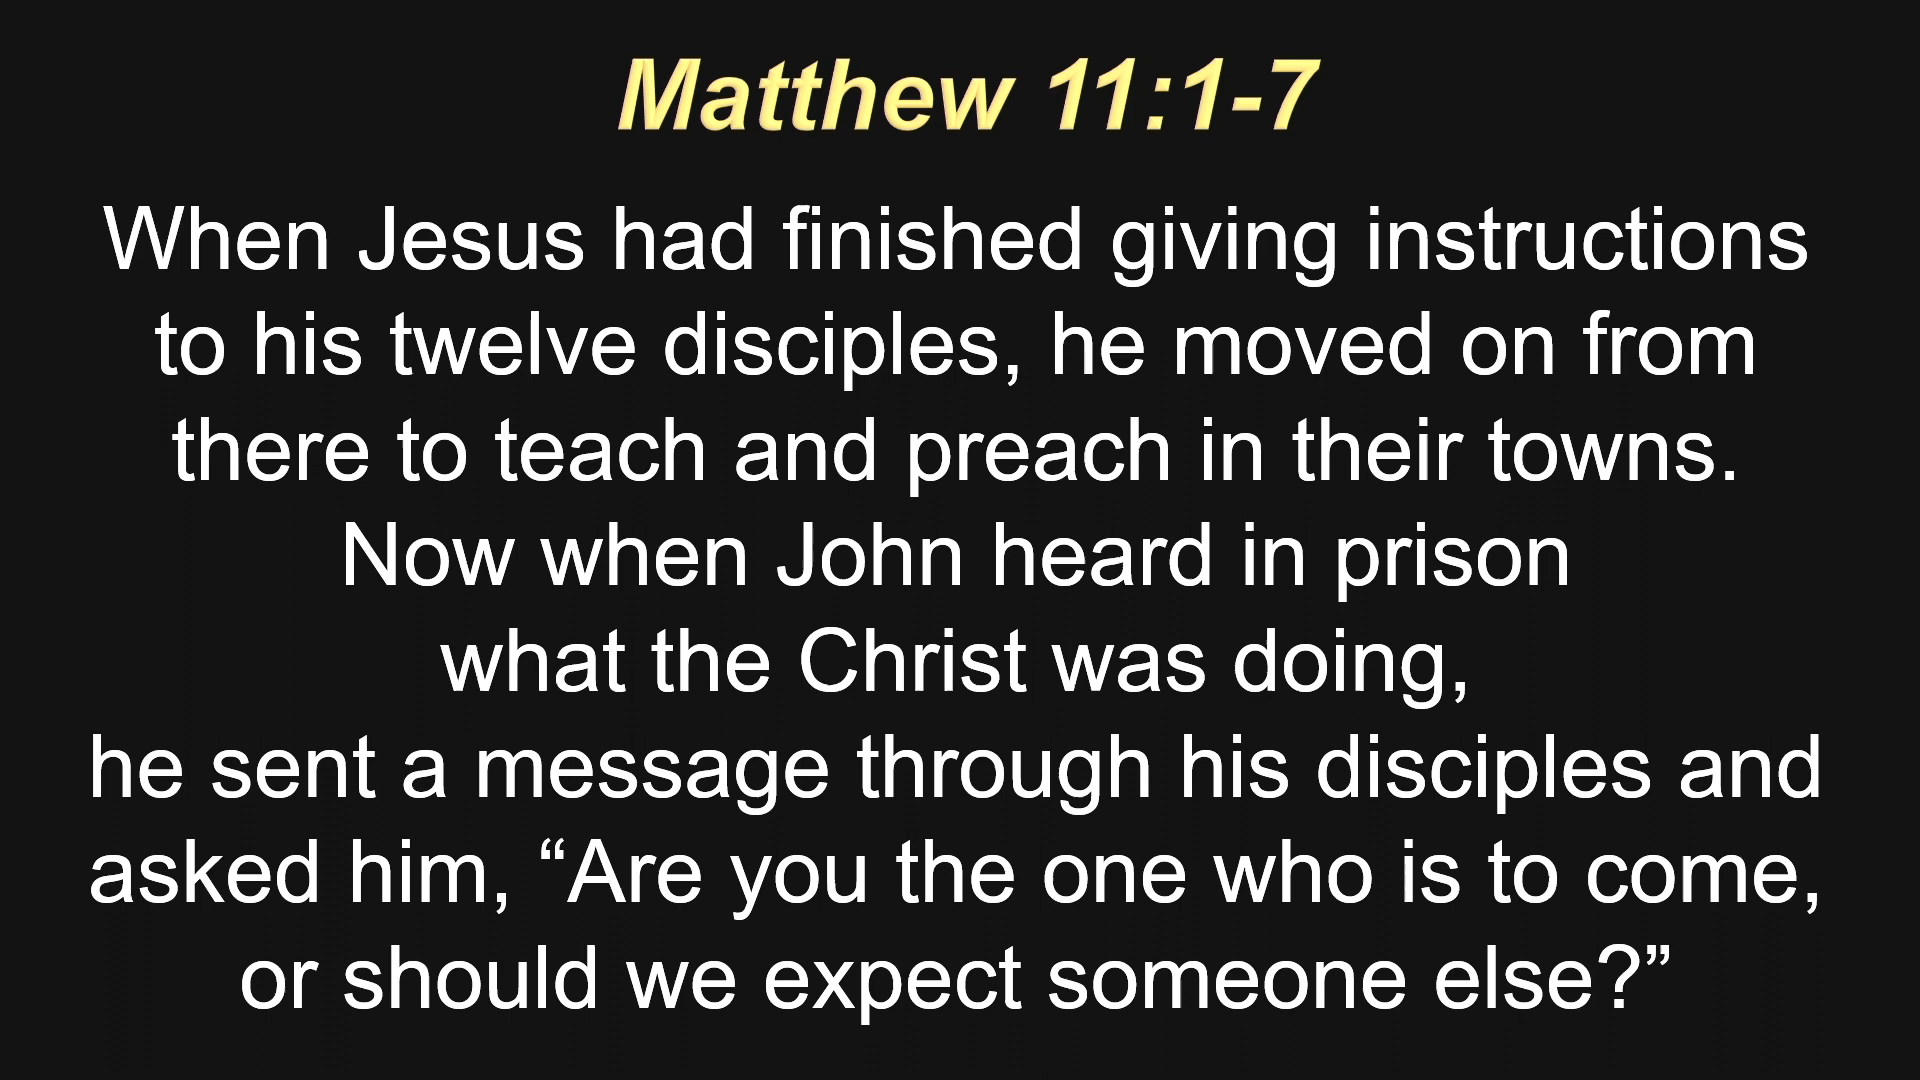 Matthew 11:1-7
When Jesus had finished giving instructions
to his twelve disciples, he moved on from
there to teach and preach in their towns.
Now when John heard in prison
what the Christ was doing,
he sent a message through his disciples and
asked him, “Are you the one who is to come,
or should we expect someone else?”